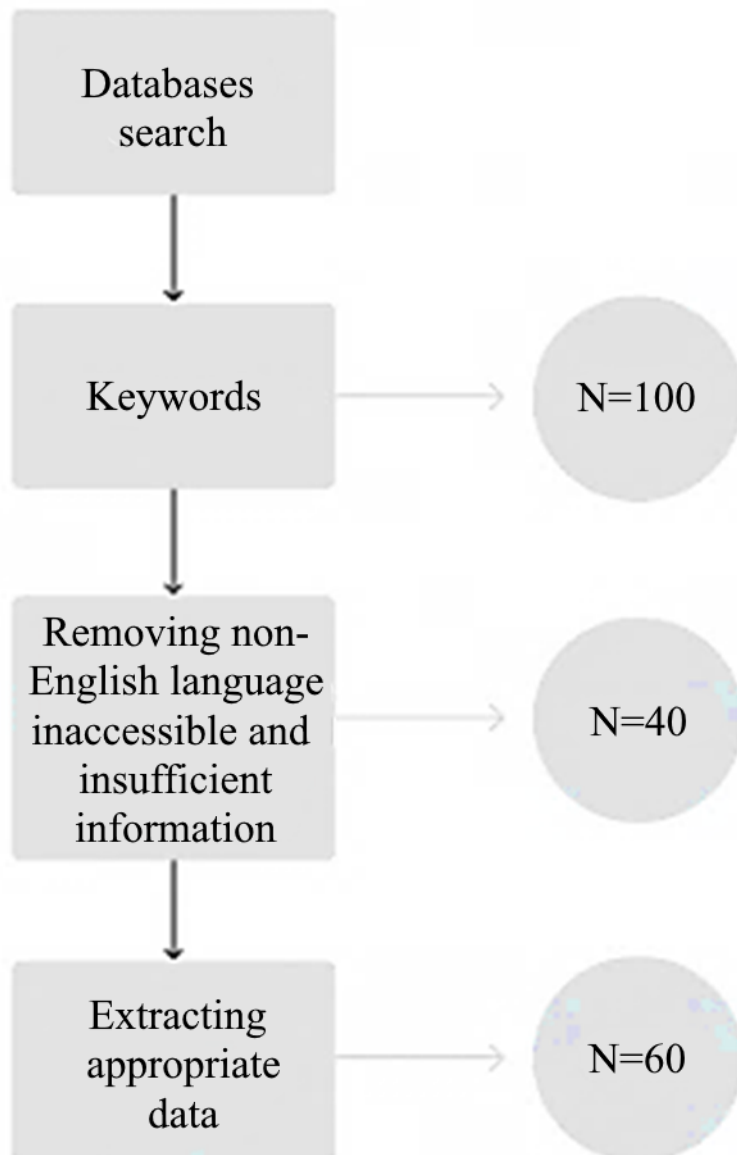 Databases
search
Keywords
N=100
Removing non-
English language
inaccessible and
insufficient
information
N=40
Extracting
appropriate
data
N=60